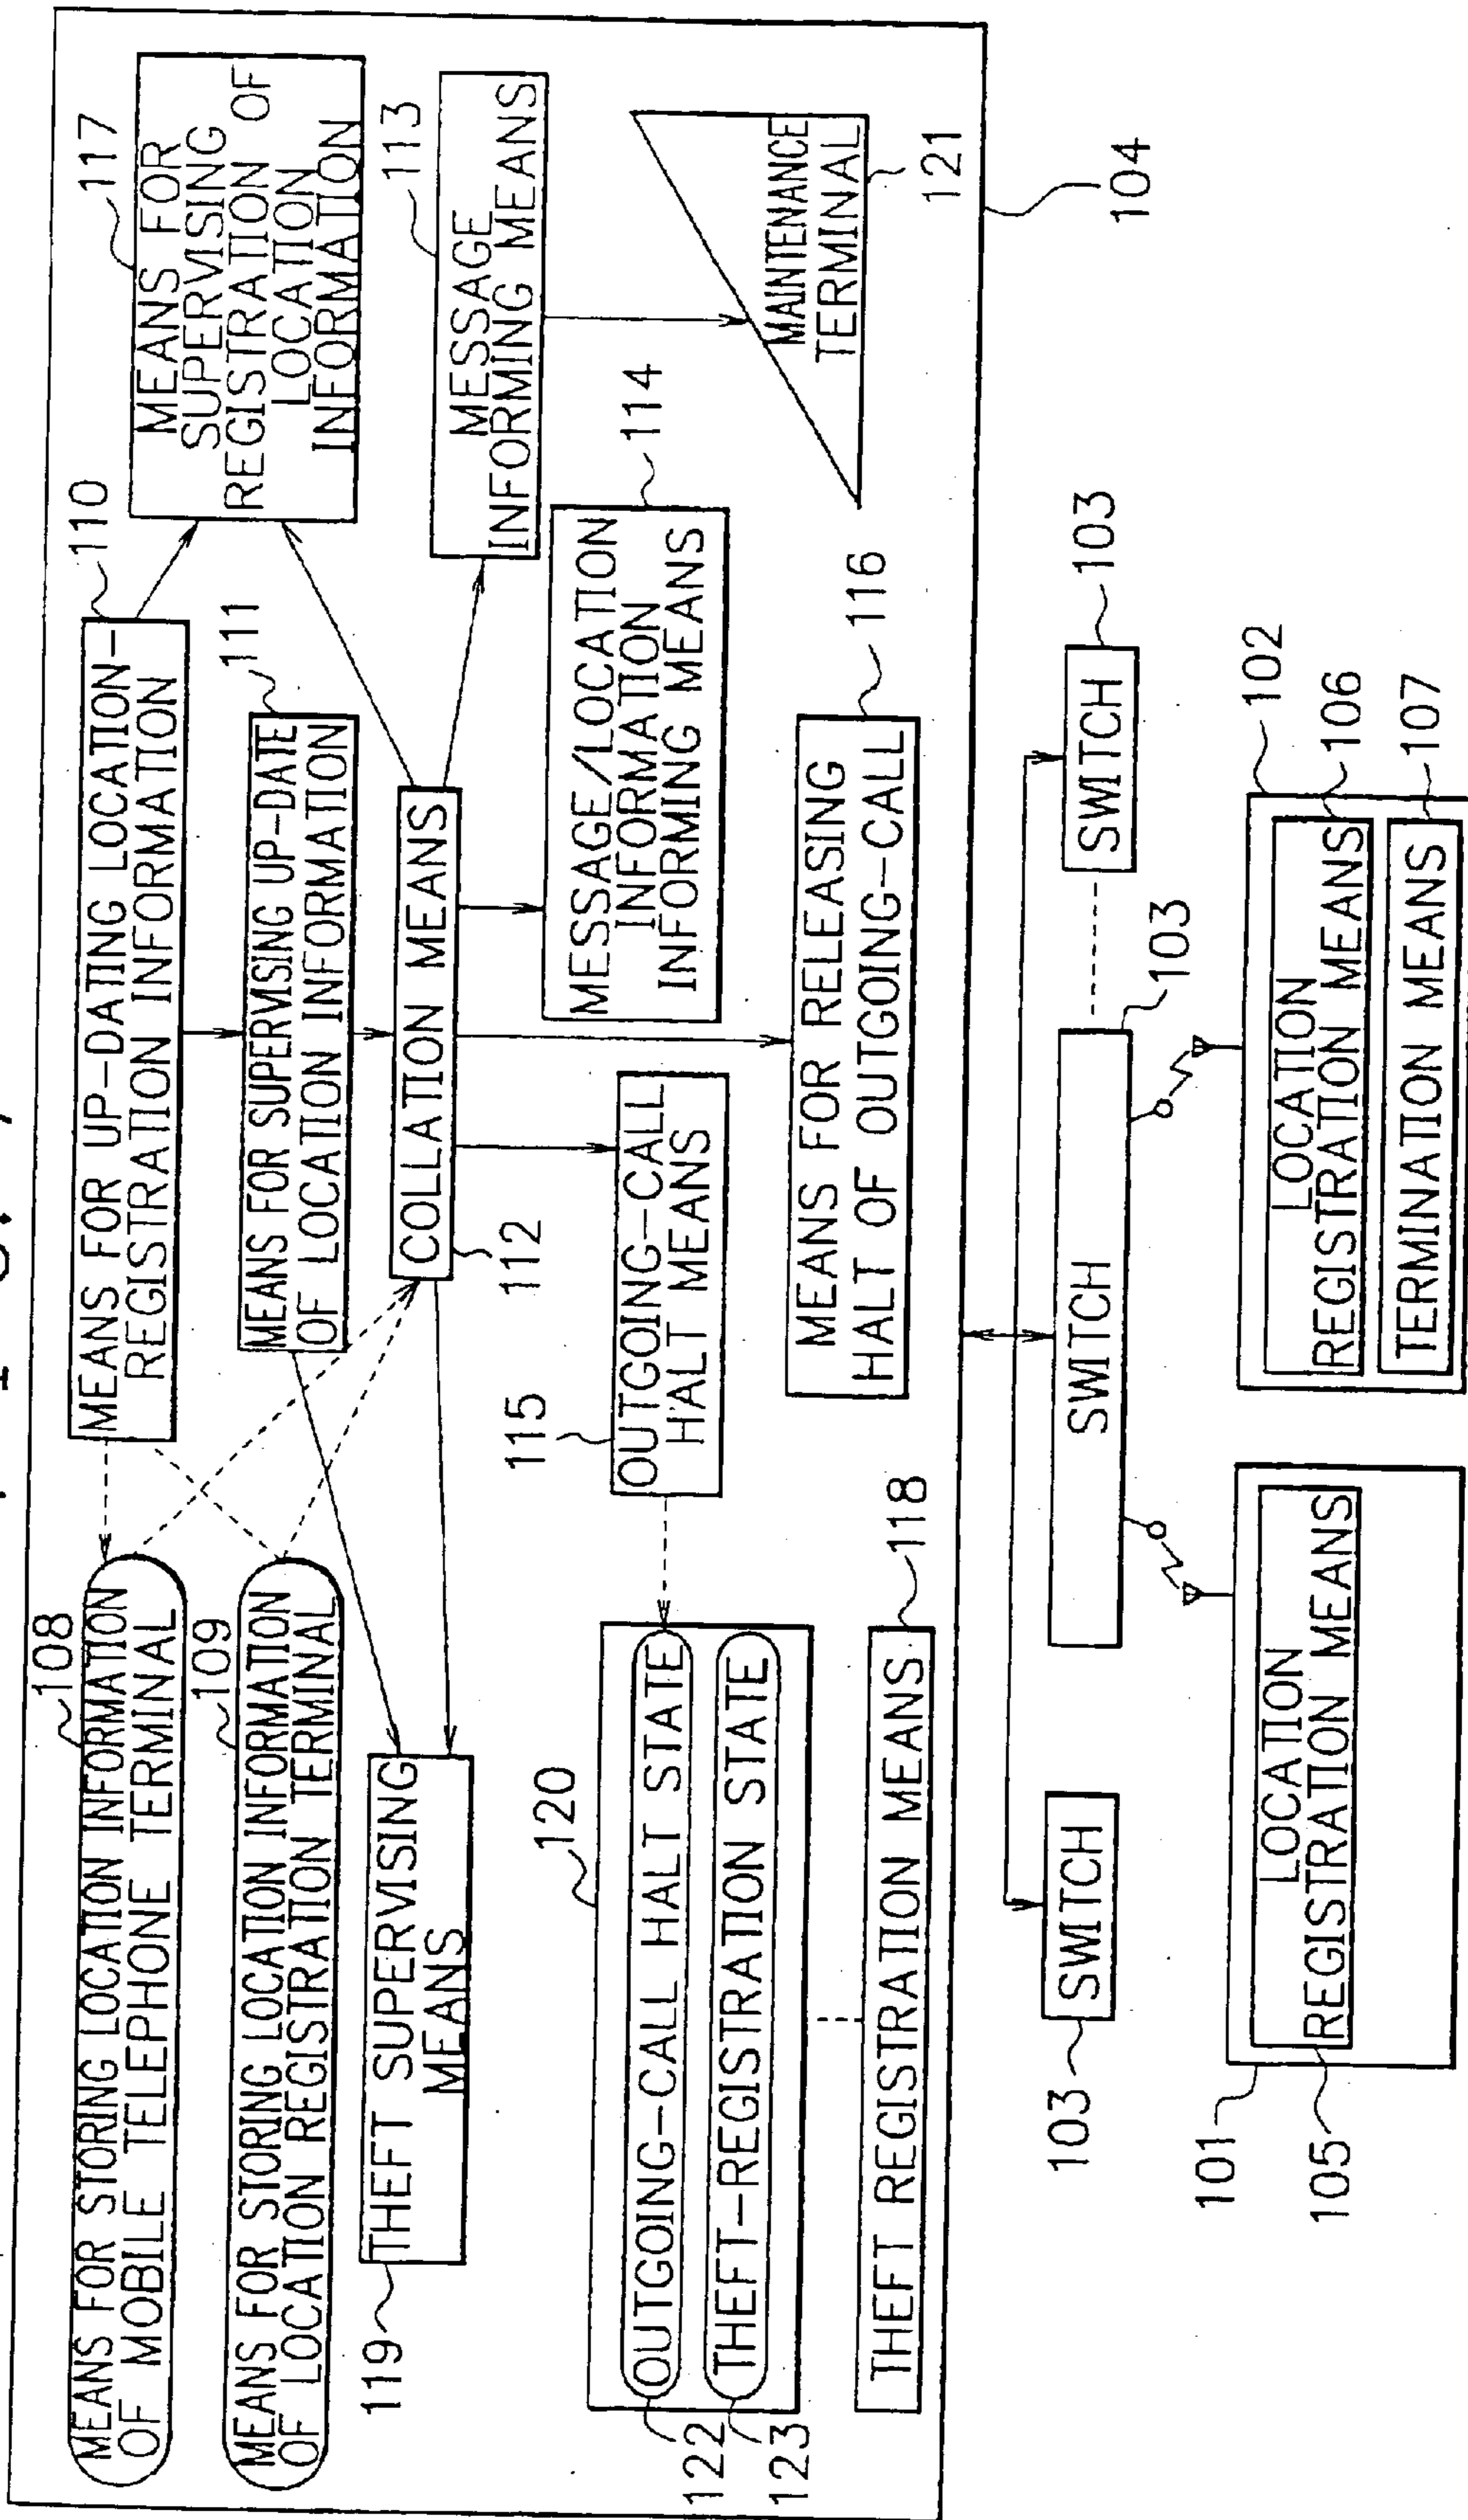 108
MEANS FOR STORING LOCATION INFORMATION
OF MOBILE TELEPHONE TERMINAL
109
MEANS FOR STORING LOCATION INFORMATION
OF LOCATION REGISTRATION TERMINAL
110
MEANS FOR UP-DATING LOCATION-
REGISTRATION INFORMATION
117
MEANS FOR
SUPERVISING
REGISTRATION OF
LOCATION
INFORMATION
111
MEANS FOR SUPERVISING UP-DATE
OF LOCATION INFORMATION
119
THEFT SUPERVISING
MEANS
COLLATION MEANS
112
113
MESSAGE
INFORMING MEANS
114
MESSAGE/LOCATION
INFORMATION
INFORMING MEANS
115
OUTGOING-CALL
HALT MEANS
120
OUTGOING-CALL HALT STATE
THEFT-REGISTRATION STATE
122
123
MAINTENANCE
TERMINAL
121
116
MEANS FOR RELEASING
HALT OF OUTGOING-CALL
118
THEFT REGISTRATION MEANS
104
103
SWITCH
SWITCH
103
SWITCH
103
101
LOCATION
REGISTRATION MEANS
105
102
LOCATION
REGISTRATION MEANS
106
TERMINATION MEANS
107